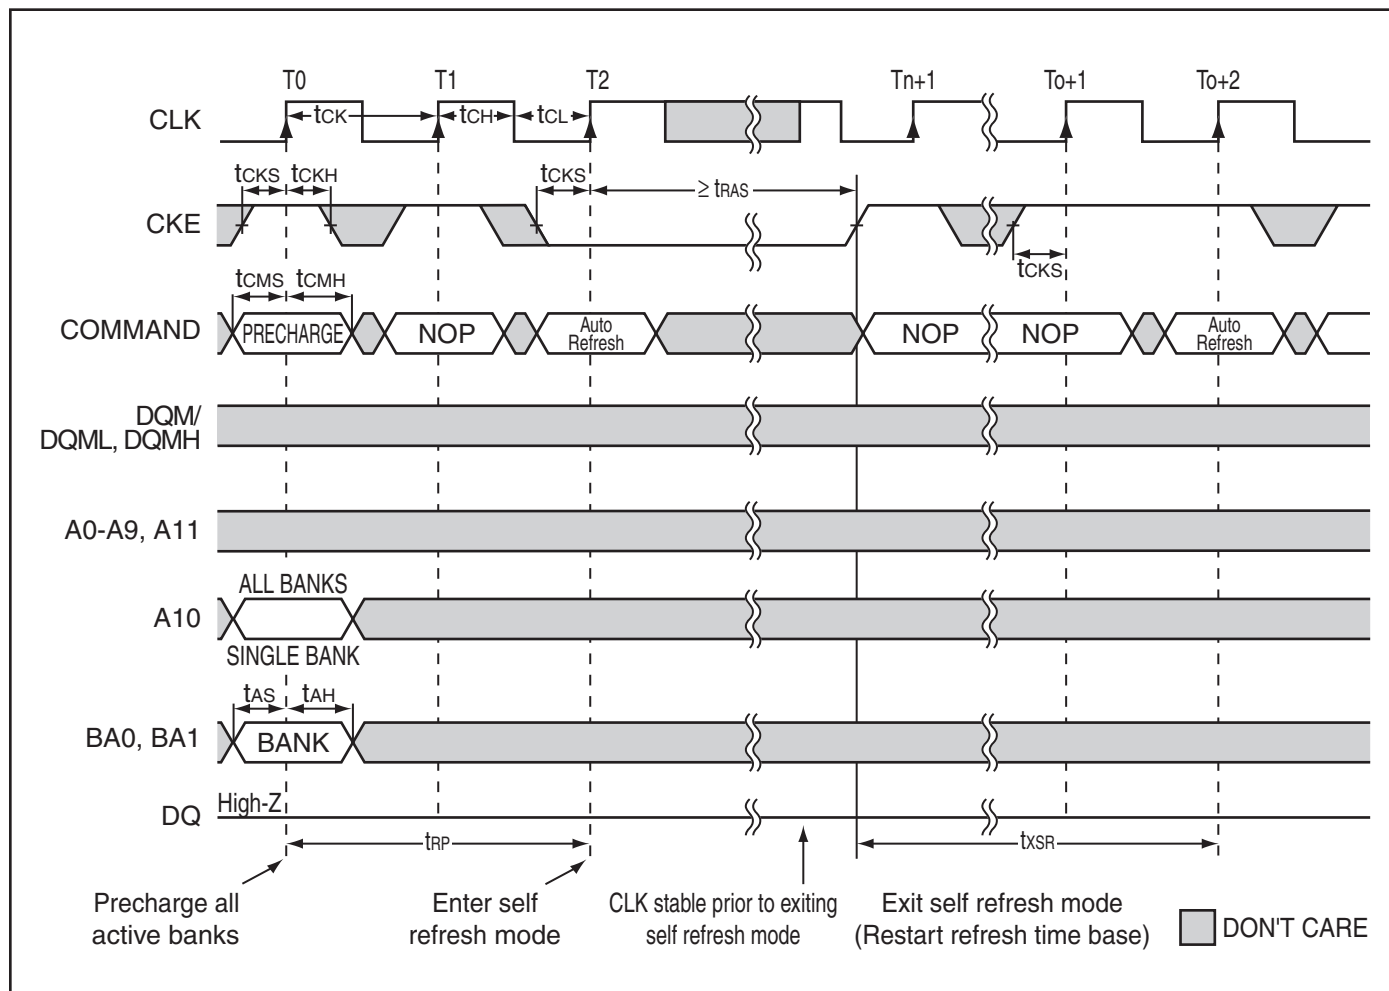 T0 T1 T2 Tn+1 To+1 To+2
CLK tCK tCH tCL
tCKS tCKH tCKS ≥ tRAS
CKE
tCKS
tCMS tCMH
COMMAND PRECHARGE NOP Auto Refresh NOP NOP Auto Refresh
DQM/
DQML, DQMH
A0-A9, A11
ALL BANKS
A10
SINGLE BANK
tAS tAH
BA0, BA1 BANK
High-Z
DQ
tRP tXSR
Precharge all
active banks
Enter self
refresh mode
CLK stable prior to exiting
self refresh mode
Exit self refresh mode
(Restart refresh time base)
DON'T CARE